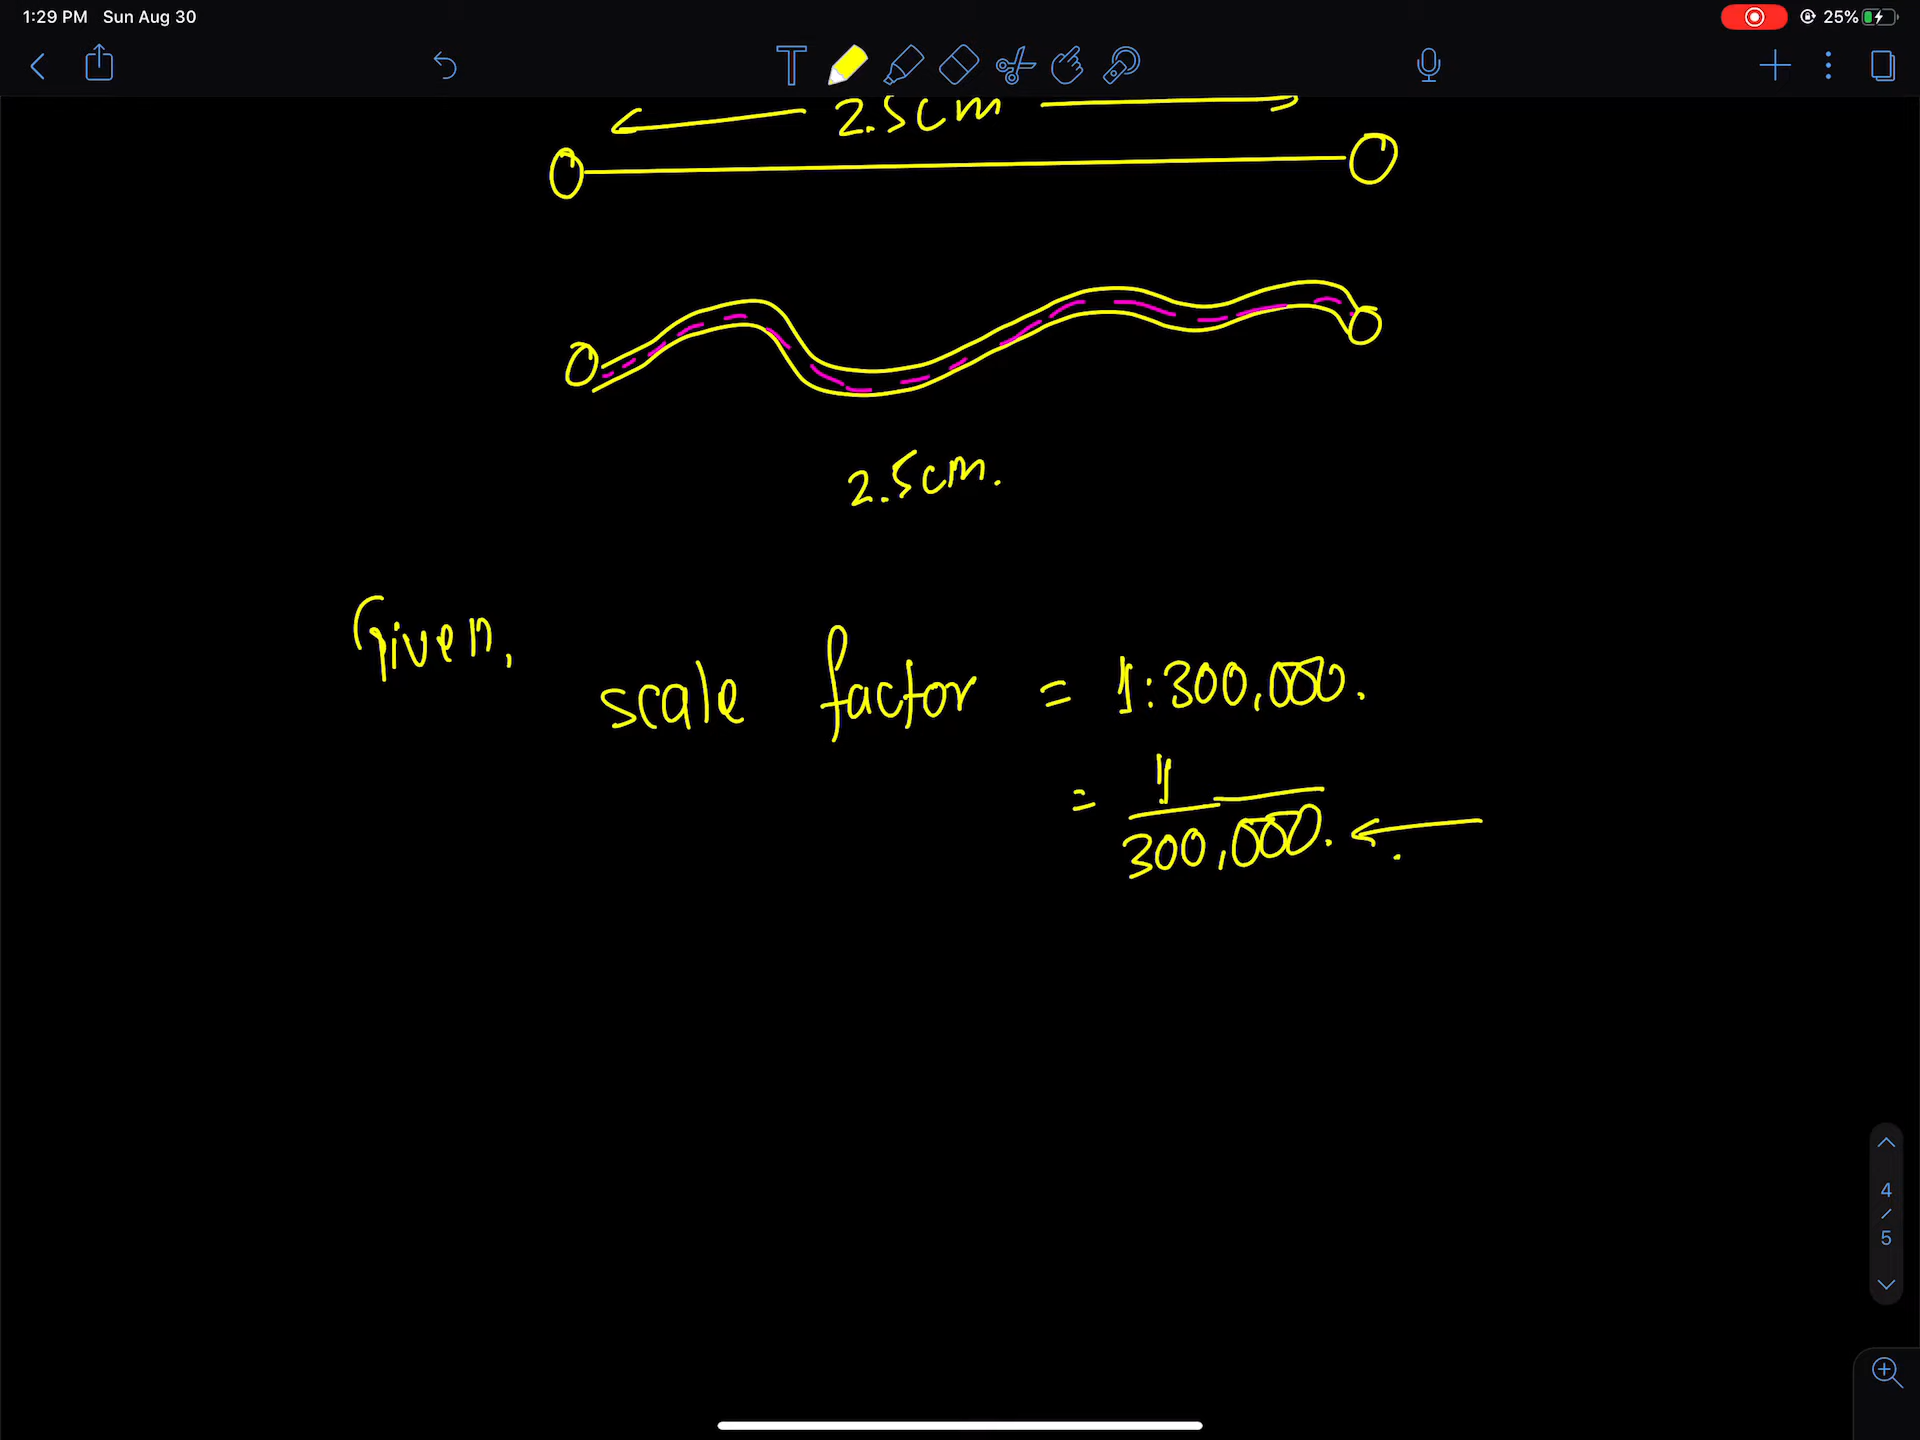 1:29 PM Sun Aug 30
25%
2.5cm
2.5cm.
Given,
scale factor = 1:300,000.
= 1
300,000.
4
/
5